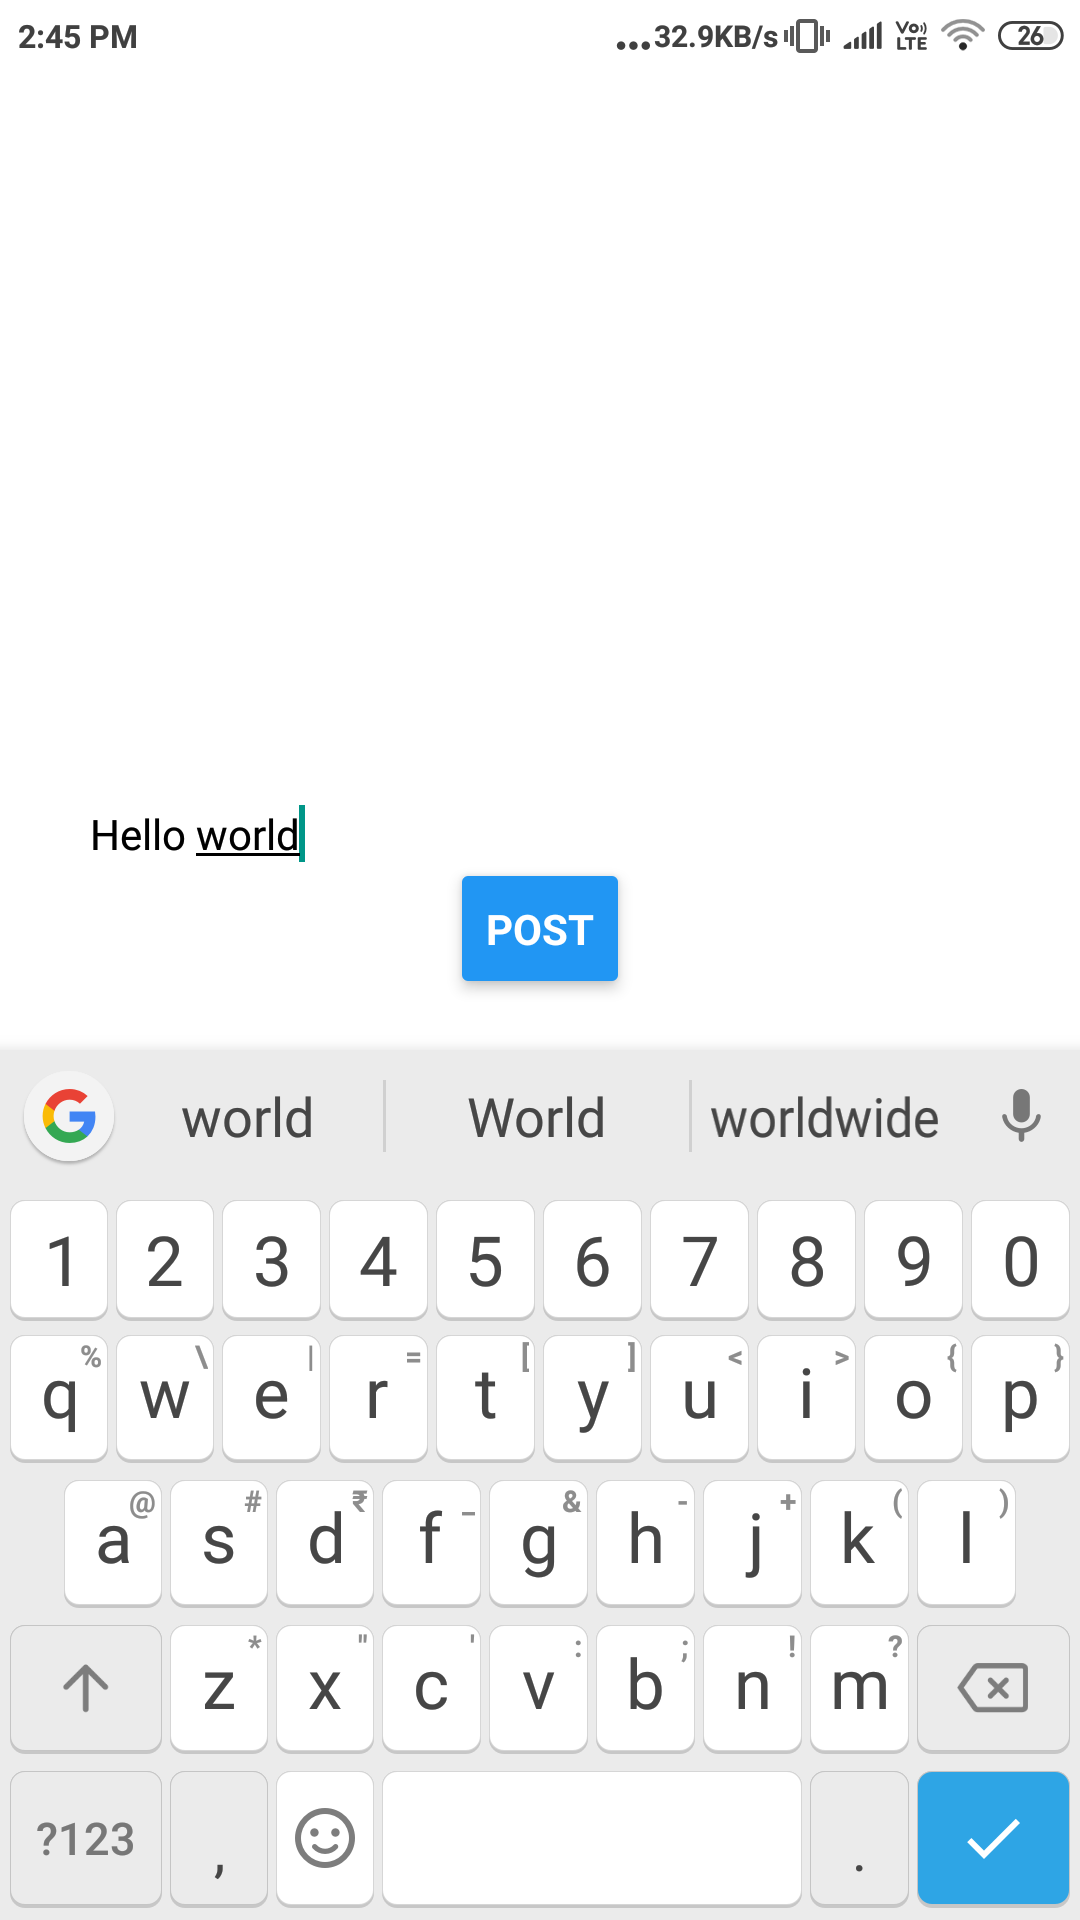 2:45 PM ...32.9KB/s Vo LTE 26
Hello world
POST
G world World worldwide
1 2 3 4 5 6 7 8 9 0
% \ | = [ ] < > { }
q w e r t y u i o p
@ # ₹ _ & - + ( )
a s d f g h j k l
* " ' : ; ! ?
z x c v b n m
?123 , .